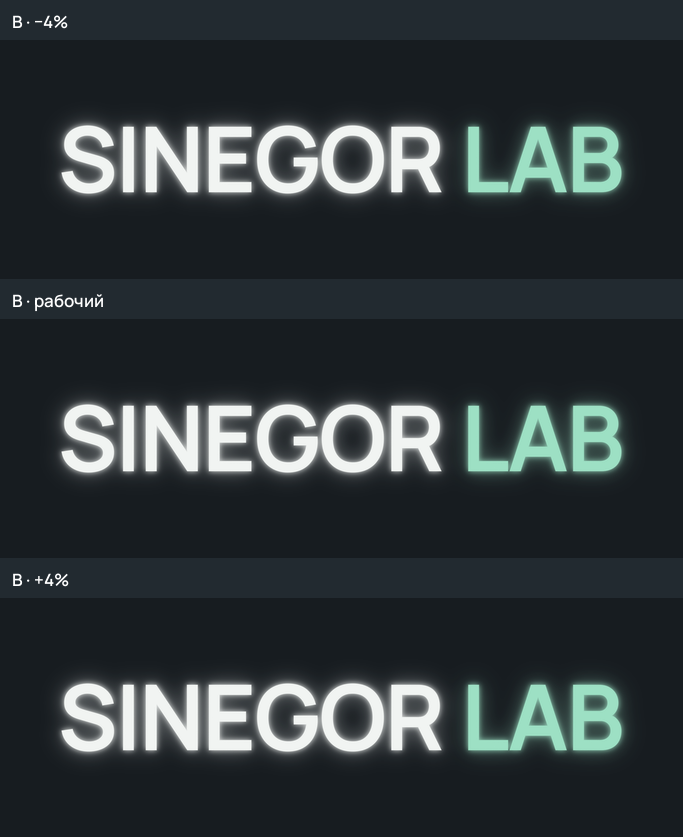 B · −4%
SINEGOR LAB
B · рабочий
SINEGOR LAB
B · +4%
SINEGOR LAB